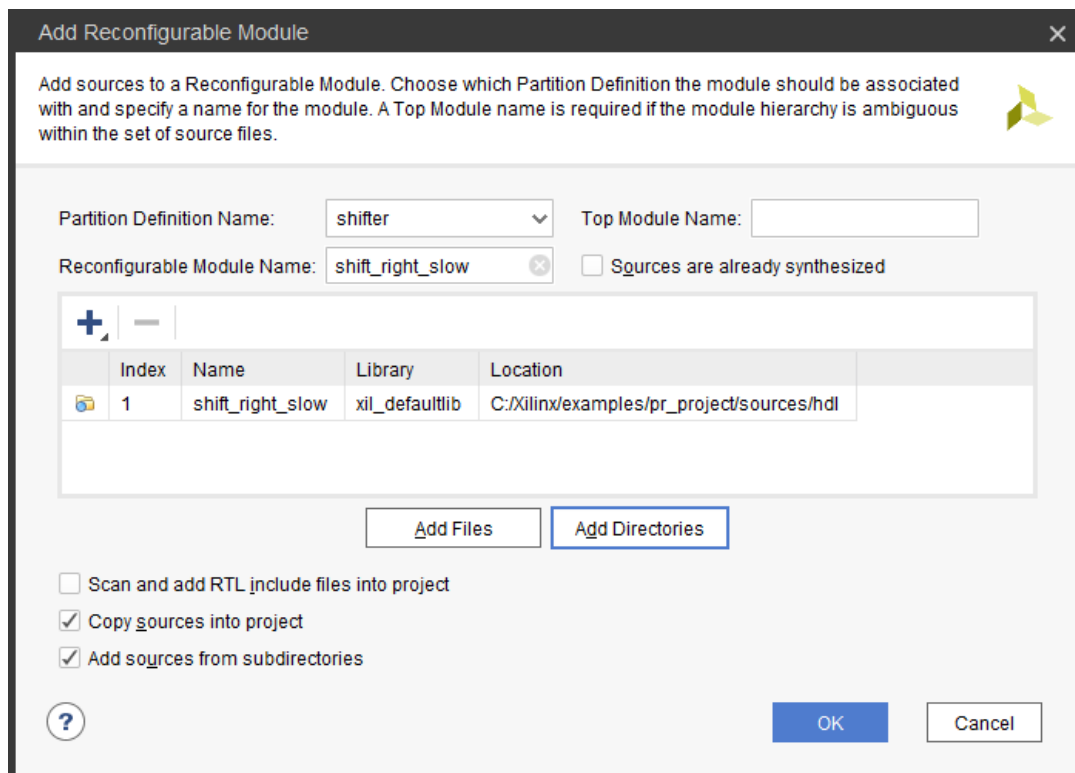 Add Reconfigurable Module
Add sources to a Reconfigurable Module. Choose which Partition Definition the module should be associated
with and specify a name for the module. A Top Module name is required if the module hierarchy is ambiguous
within the set of source files.
Partition Definition Name: shifter Top Module Name:
Reconfigurable Module Name: shift_right_slow Sources are already synthesized
Index Name Library Location
1 shift_right_slow xil_defaultlib C:/Xilinx/examples/pr_project/sources/hdl
Add Files Add Directories
Scan and add RTL include files into project
Copy sources into project
Add sources from subdirectories
? OK Cancel